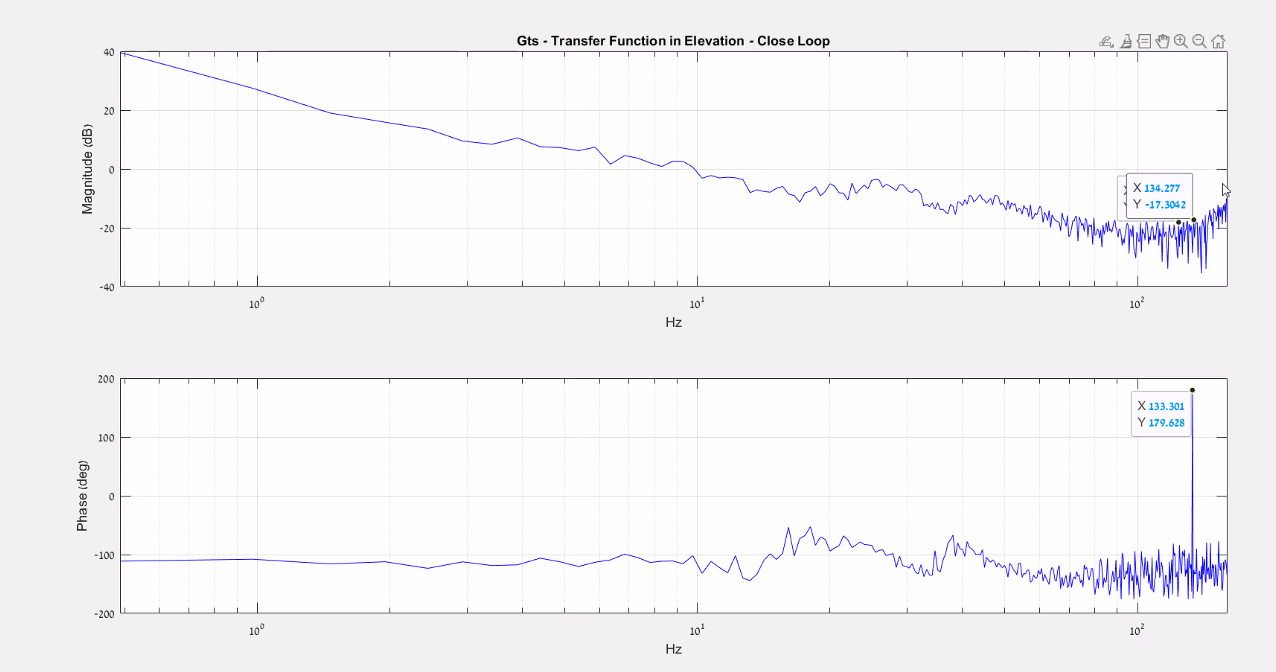 Gts - Transfer Function in Elevation - Close Loop
Magnitude (dB)
40
20
0
-20
-40
X 134.277
Y -17.3042
10^0
10^1
10^2
Hz
Phase (deg)
200
100
0
-100
-200
X 133.301
Y 179.628
10^0
10^1
10^2
Hz